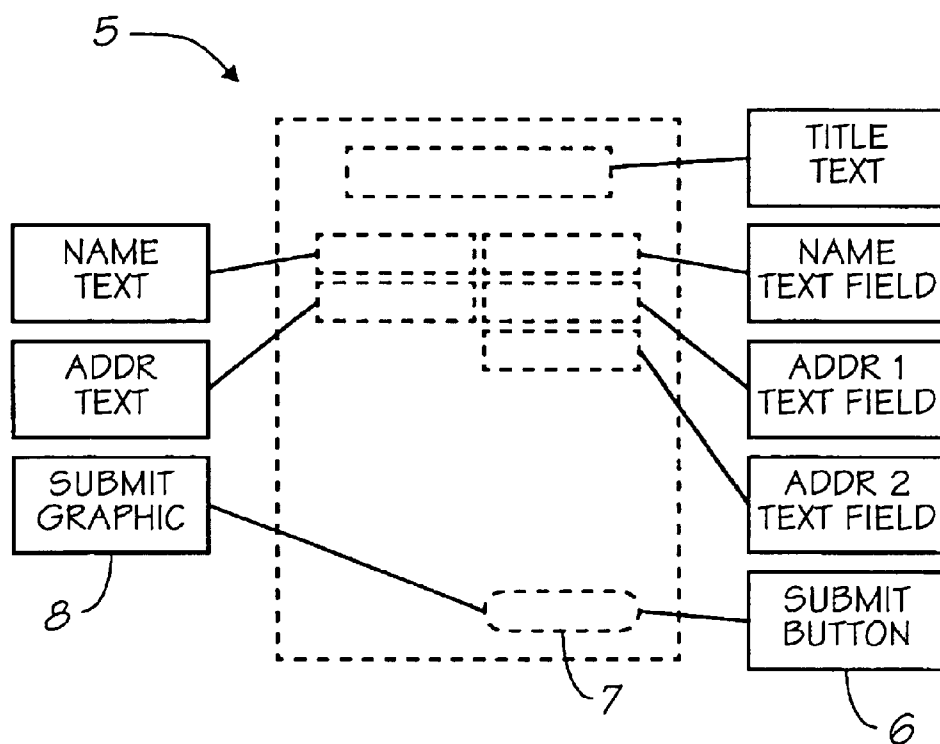 5
TITLE
TEXT
NAME
TEXT
NAME
TEXT FIELD
ADDR
TEXT
ADDR 1
TEXT FIELD
SUBMIT
GRAPHIC
ADDR 2
TEXT FIELD
8
SUBMIT
BUTTON
7
6